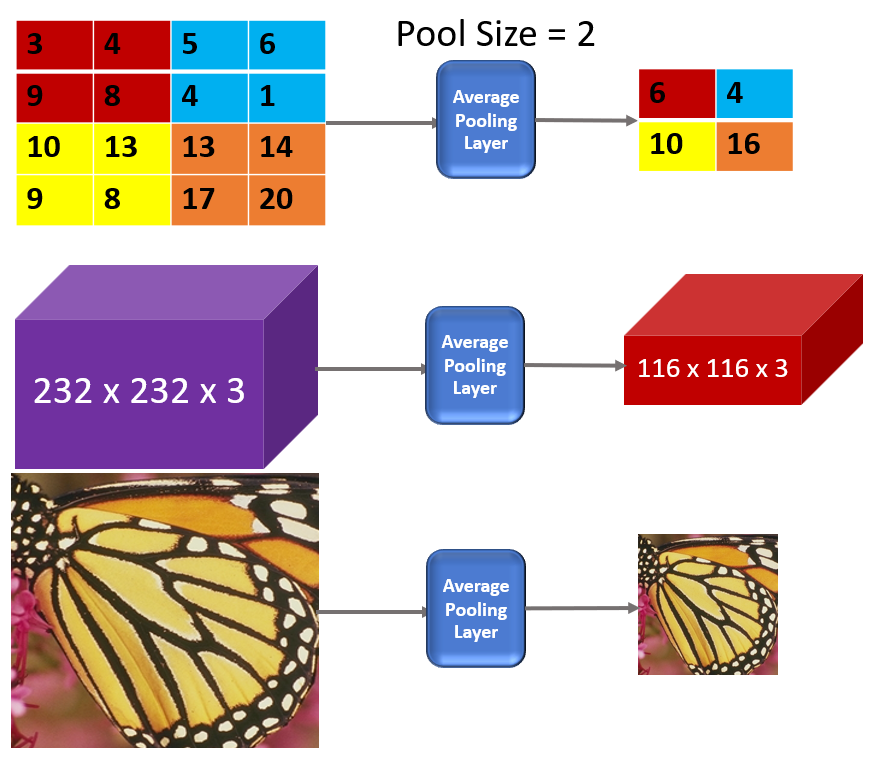 Pool Size = 2
3 4 5 6
9 8 4 1
10 13 13 14
9 8 17 20
Average
Pooling
Layer
6 4
10 16
232 x 232 x 3
Average
Pooling
Layer
116 x 116 x 3
Average
Pooling
Layer